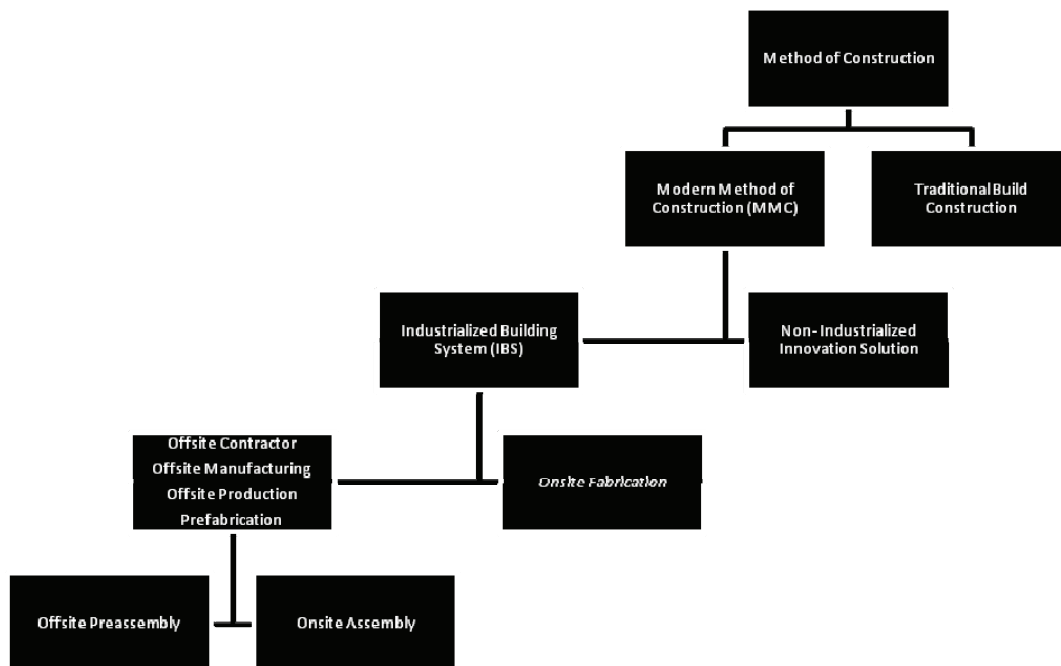 Method of Construction
Modern Method of
Construction (MMC)
Traditional Build
Construction
Industrialized Building
System (IBS)
Non- Industrialized
Innovation Solution
Offsite Contractor
Offsite Manufacturing
Offsite Production
Prefabrication
Onsite Fabrication
Offsite Preassembly
Onsite Assembly